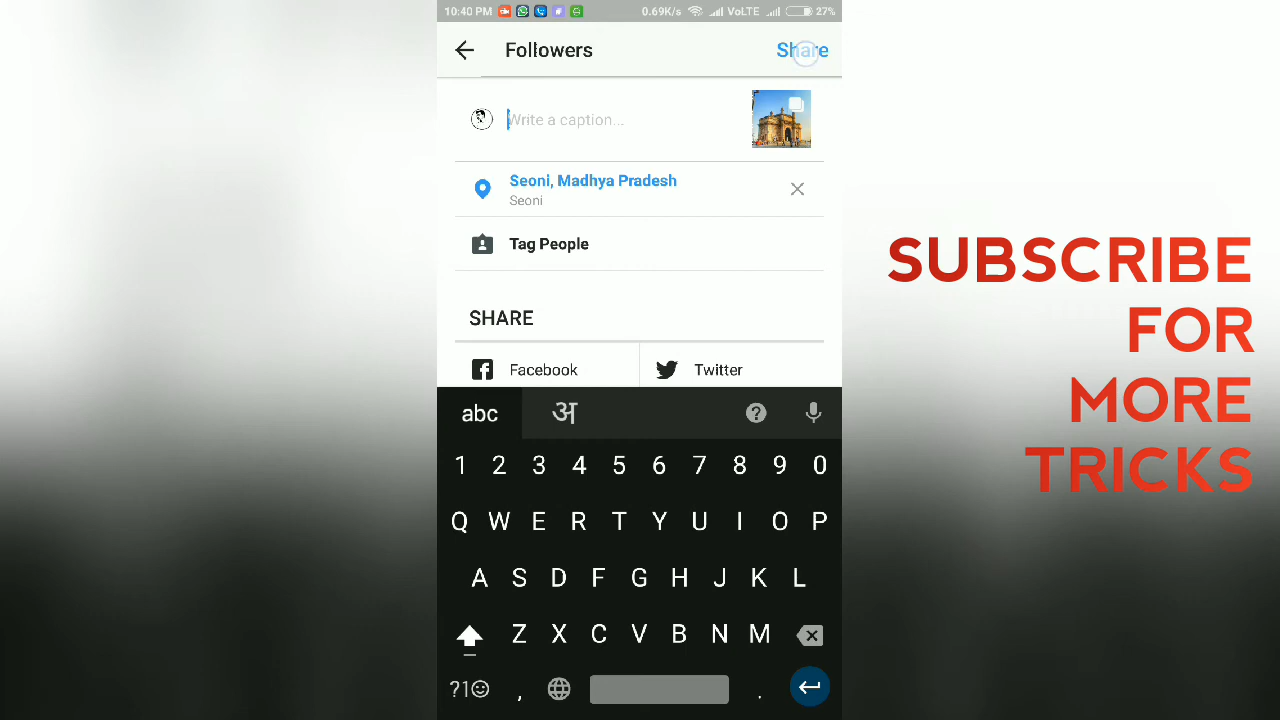 10:40 PM 0.69K/s VoLTE 27%
Followers Share
Write a caption...
Seoni, Madhya Pradesh
Seoni
Tag People
SHARE
Facebook Twitter
abc अ ?
1 2 3 4 5 6 7 8 9 0
Q W E R T Y U I O P
A S D F G H J K L
Z X C V B N M
?1☺ , .
SUBSCRIBE
FOR
MORE
TRICKS